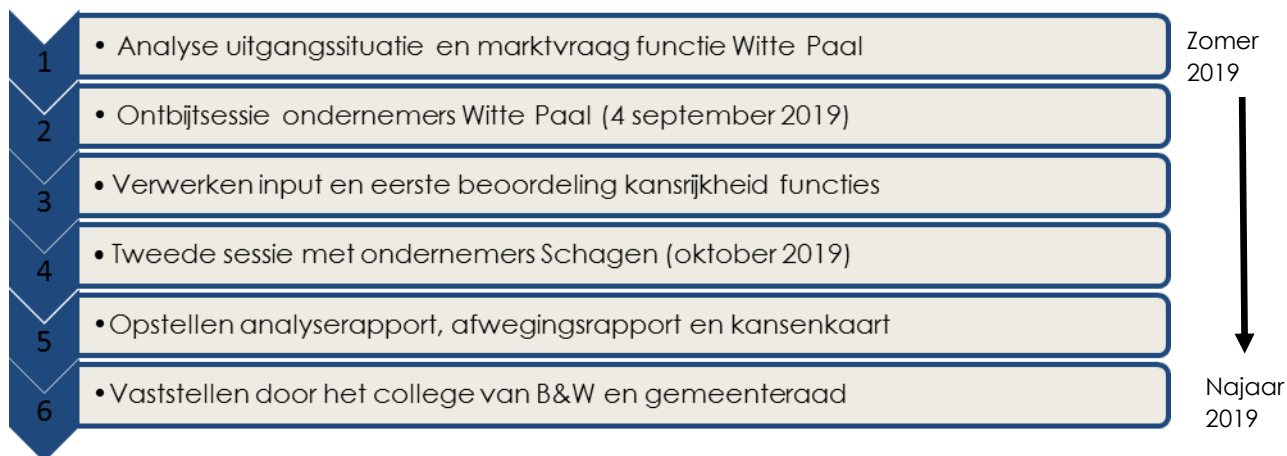 1
• Analyse uitgangssituatie en marktvraag functie Witte Paal
Zomer
2019
2
• Ontbijtsessie ondernemers Witte Paal (4 september 2019)
3
• Verwerken input en eerste beoordeling kansrijkheid functies
4
• Tweede sessie met ondernemers Schagen (oktober 2019)
5
• Opstellen analyserapport, afwegingsrapport en kansenkaart
6
• Vaststellen door het college van B&W en gemeenteraad
Najaar
2019